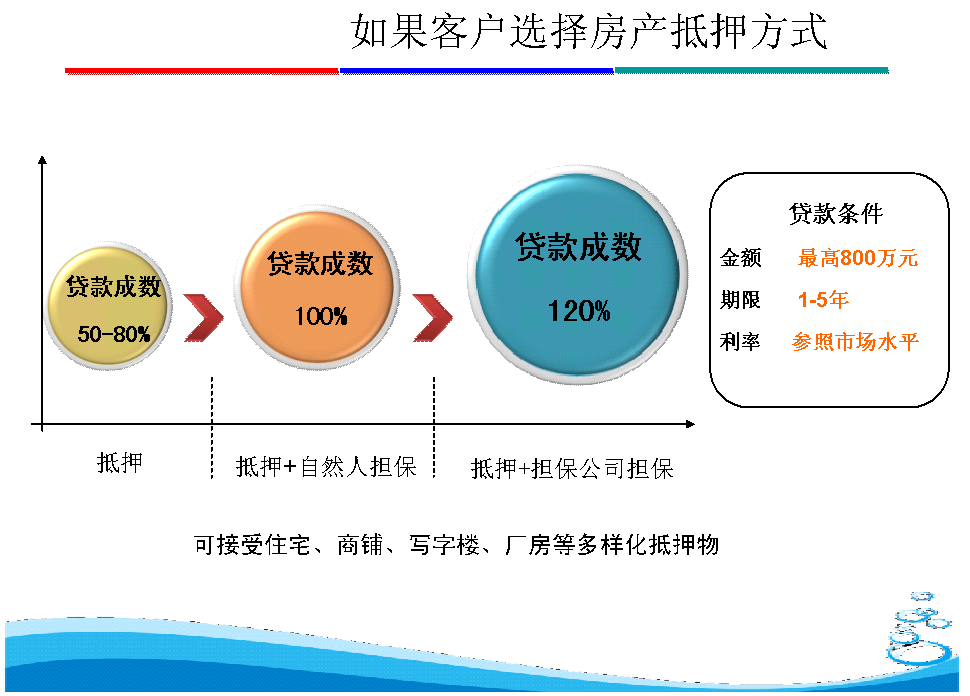 如果客户选择房产抵押方式
贷款成数
50-80%
贷款成数
100%
贷款成数
120%
贷款条件
金额 最高800万元
期限 1-5年
利率 参照市场水平
抵押
抵押+自然人担保
抵押+担保公司担保
可接受住宅、商铺、写字楼、厂房等多样化抵押物